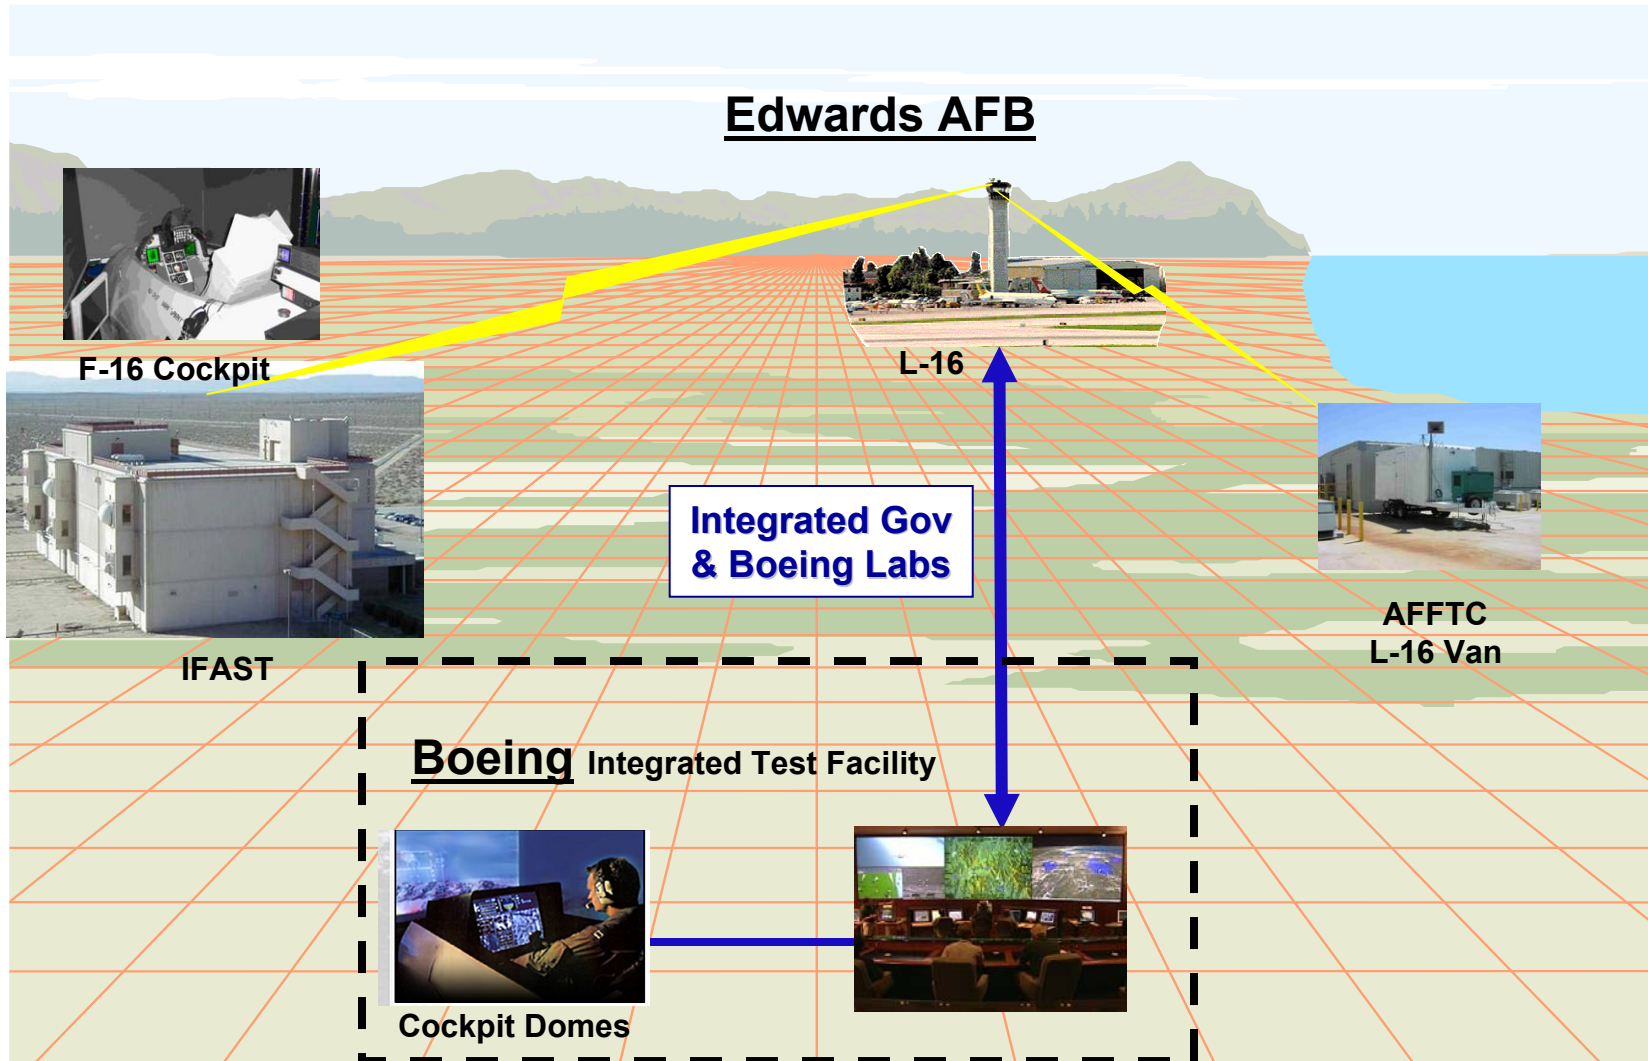 Edwards AFB
F-16 Cockpit
L-16
Integrated Gov
& Boeing Labs
AFFTC
L-16 Van
IFAST
Boeing Integrated Test Facility
Cockpit Domes